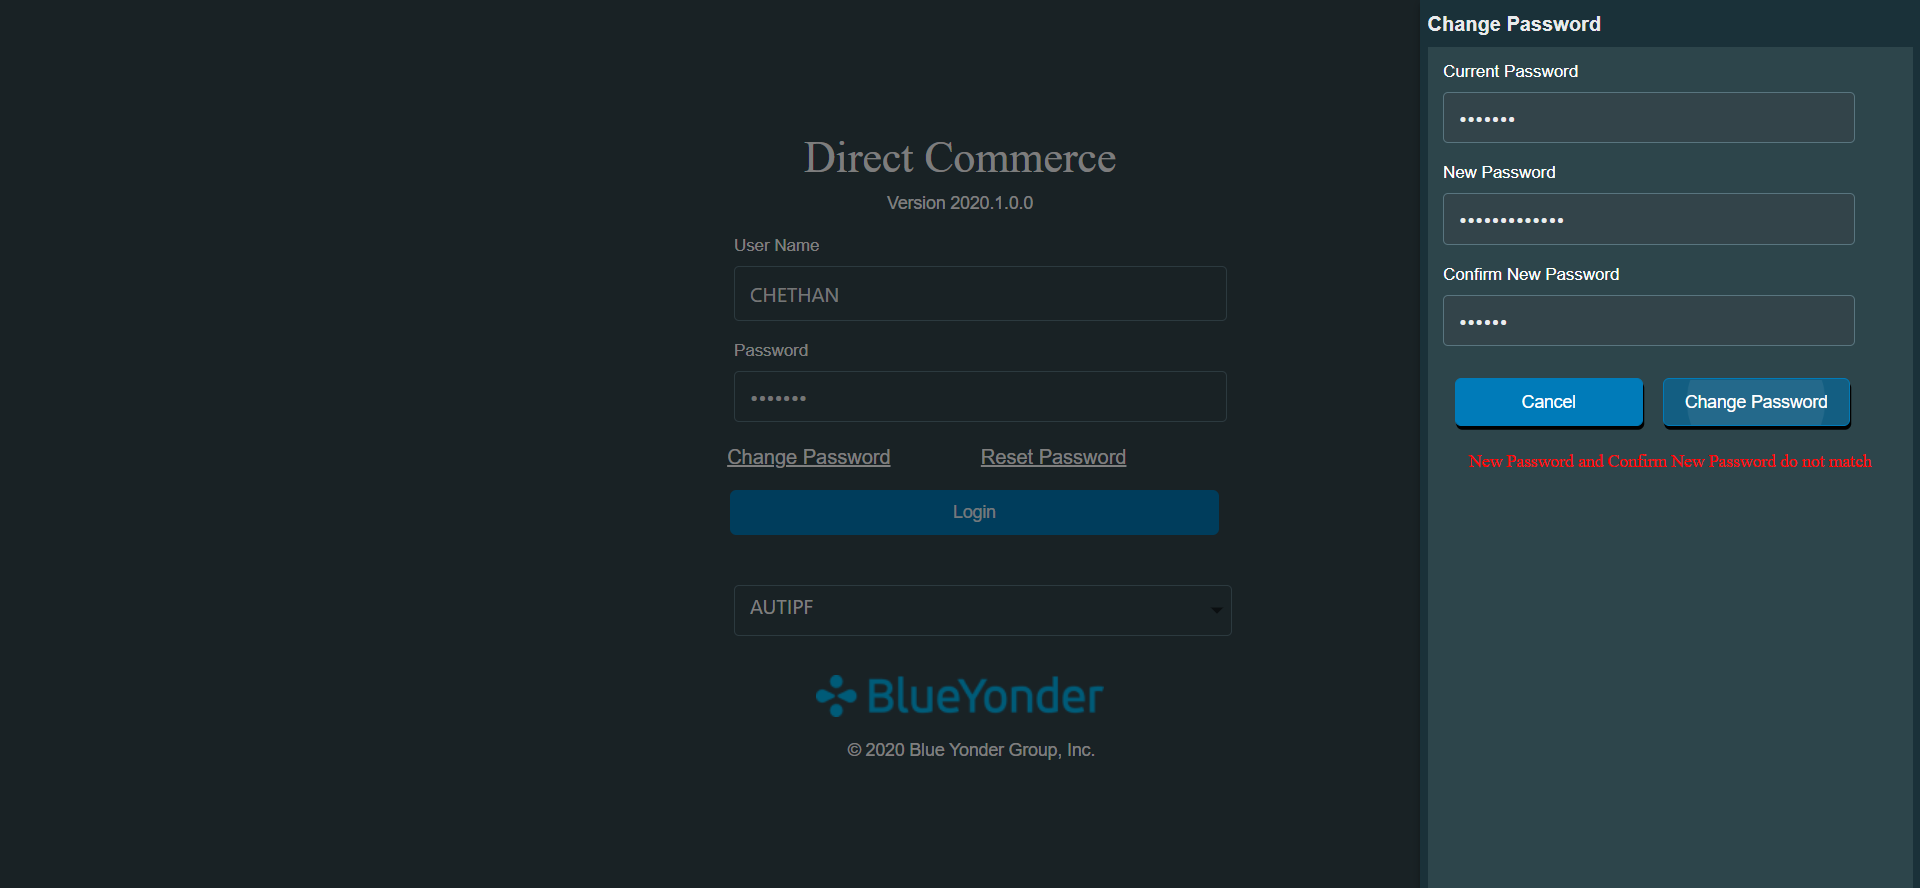 Direct Commerce
Version 2020.1.0.0
User Name
CHETHAN
Password
•••••••
Change Password
Reset Password
Login
AUTIPF
BlueYonder
© 2020 Blue Yonder Group, Inc.
Change Password
Current Password
•••••••
New Password
•••••••••••••
Confirm New Password
••••••
Cancel
Change Password
New Password and Confirm New Password do not match